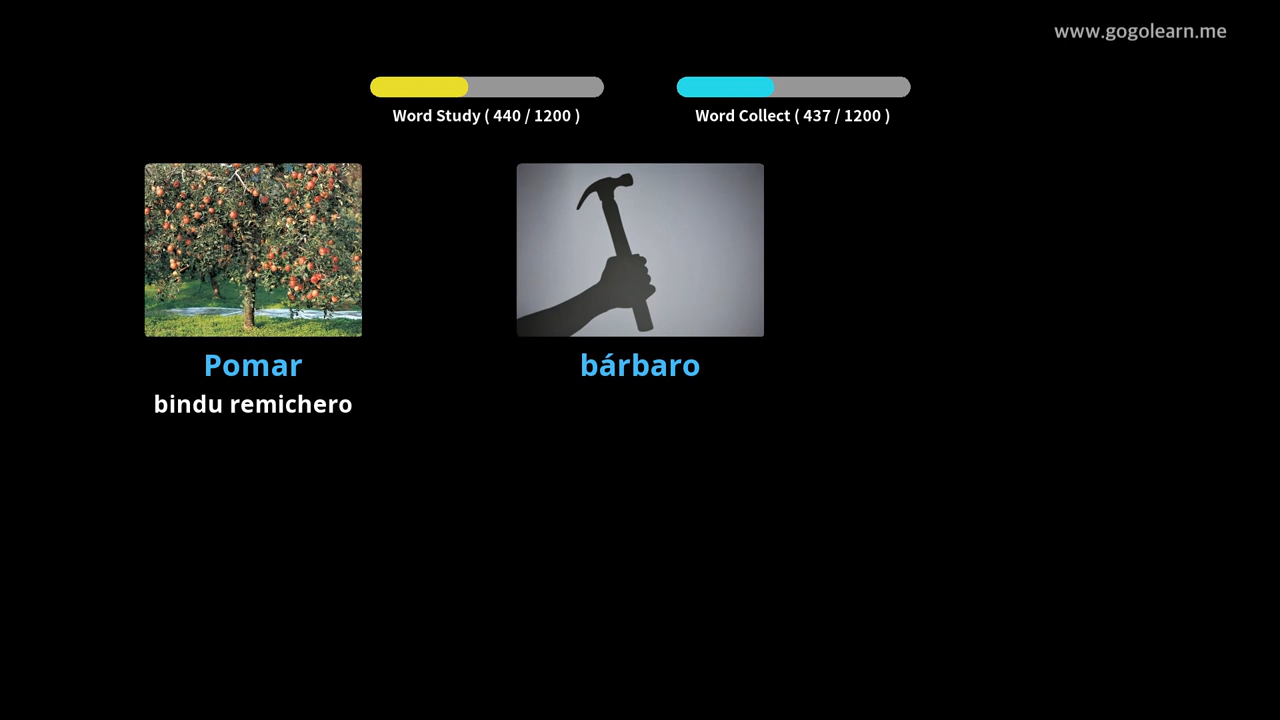 www.gogolearn.me
Word Study ( 440 / 1200 )
Word Collect ( 437 / 1200 )
Pomar
bindu remichero
bárbaro